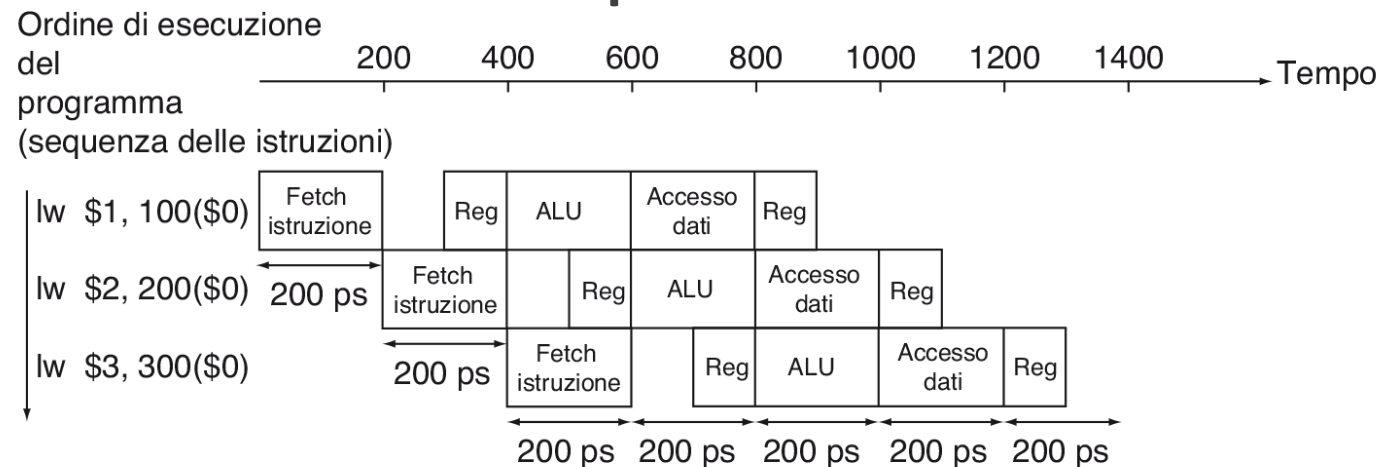 Ordine di esecuzione
del
programma
(sequenza delle istruzioni)
200 400 600 800 1000 1200 1400
Tempo
lw $1, 100($0)
Fetch
istruzione
Reg
ALU
Accesso
dati
Reg
200 ps
lw $2, 200($0)
Fetch
istruzione
Reg
ALU
Accesso
dati
Reg
200 ps
lw $3, 300($0)
Fetch
istruzione
Reg
ALU
Accesso
dati
Reg
200 ps 200 ps 200 ps 200 ps 200 ps